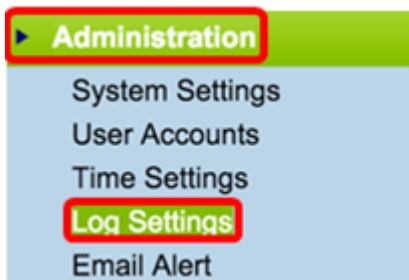 Administration
System Settings
User Accounts
Time Settings
Log Settings
Email Alert